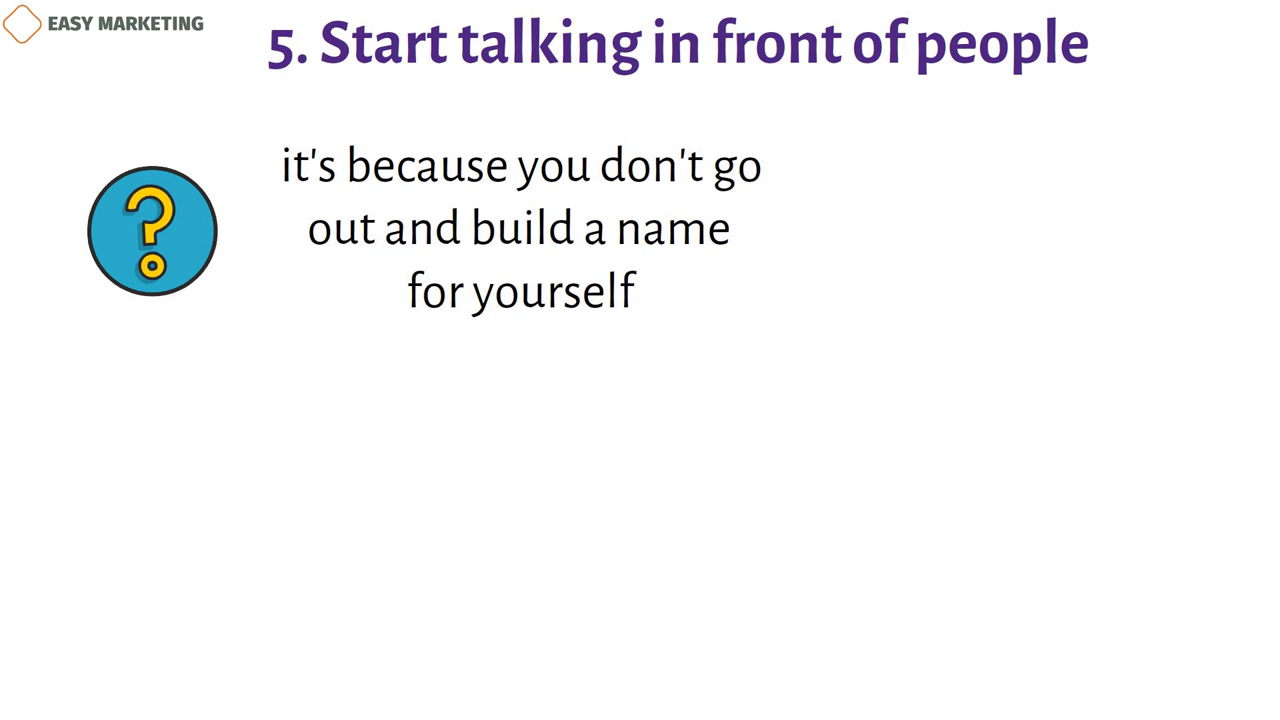 EASY MARKETING
5. Start talking in front of people
it's because you don't go
out and build a name
for yourself